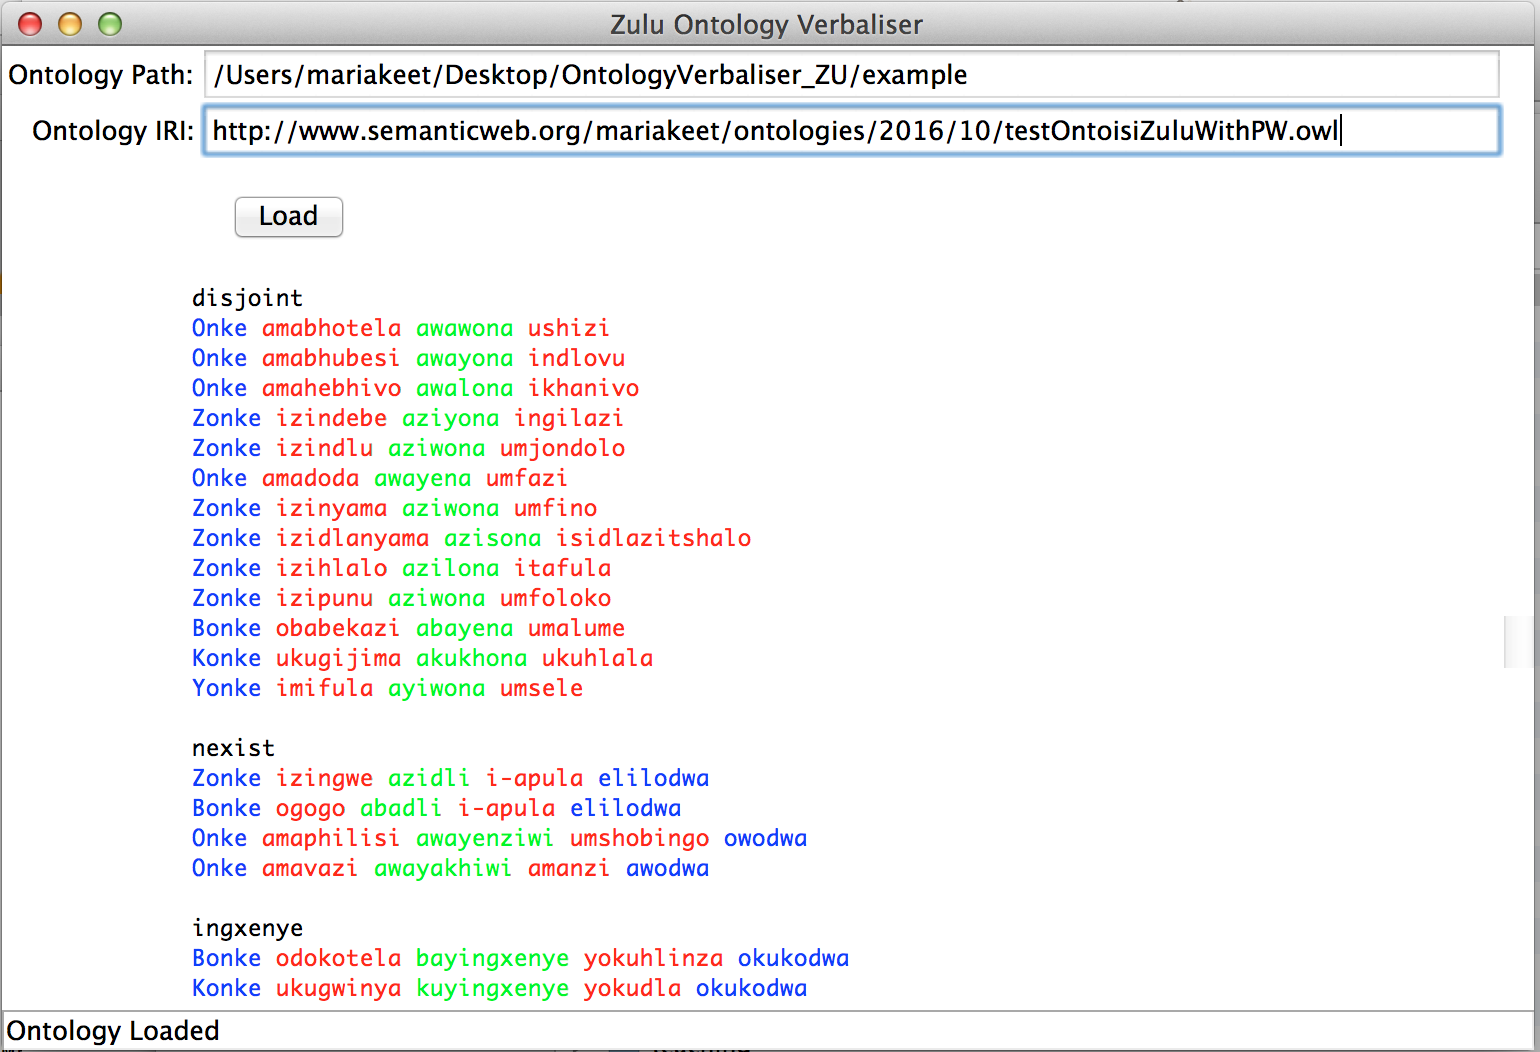 Zulu Ontology Verbaliser
Ontology Path: /Users/mariakeet/Desktop/OntologyVerbaliser_ZU/example
Ontology IRI: http://www.semanticweb.org/mariakeet/ontologies/2016/10/testOntoisiZuluWithPW.owl
Load
disjoint
Onke amabhotela awawona ushizi
Onke amabhubesi awayona indlovu
Onke amahebhivo awalona ikhanivo
Zonke izindebe aziyona ingilazi
Zonke izindlu aziwona umjondolo
Onke amadoda awayena umfazi
Zonke izinyama aziwona umfino
Zonke izidlanyama azisona isidlazitshalo
Zonke izihlalo azilona itafula
Zonke izipunu aziwona umfoloko
Bonke obabekazi abayena umalume
Konke ukugijima akukhona ukuhlala
Yonke imifula ayiwona umsele
nexist
Zonke izingwe azidli i-apula elilodwa
Bonke ogogo abadli i-apula elilodwa
Onke amaphilisi awayenziwi umshobingo owodwa
Onke amavazi awayakhiwi amanzi awodwa
ingxenye
Bonke odokotela bayingxenye yokuhlinza okukodwa
Konke ukugwinya kuyingxenye yokudla okukodwa
Ontology Loaded